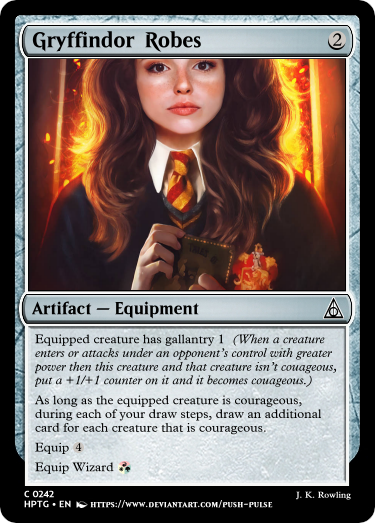 Gryffindor Robes 2
Artifact — Equipment
Equipped creature has gallantry 1 (When a creature
enters or attacks under an opponent's control with greater
power then this creature and that creature isn't couageous,
put a +1/+1 counter on it and it becomes couageous.)
As long as the equipped creature is courageous,
during each of your draw steps, draw an additional
card for each creature that is courageous.
Equip 4
Equip Wizard
C 0242
J. K. Rowling
HPTG • EN HTTPS://WWW.DEVIANTART.COM/PUSH-PULSE